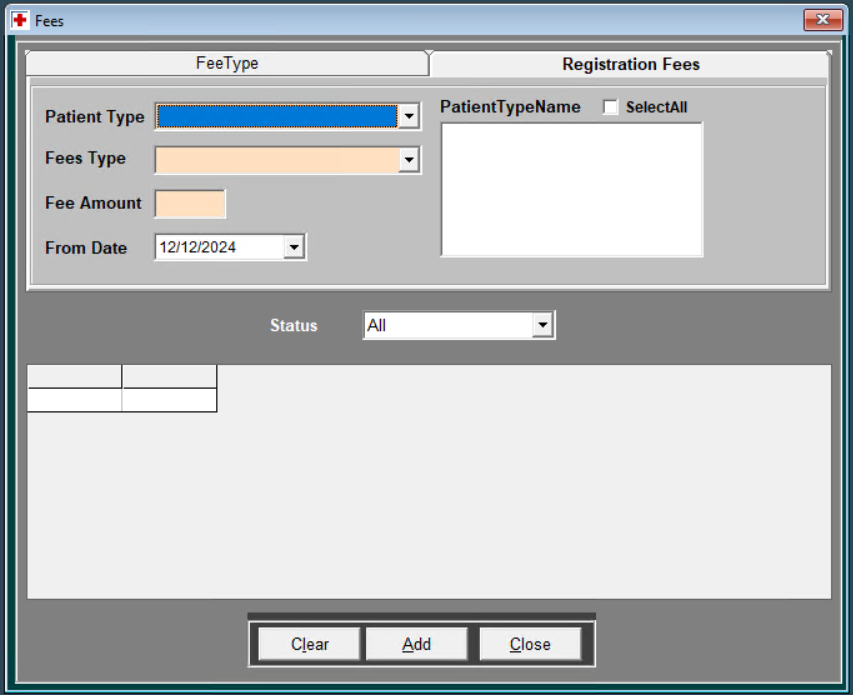 Fees
FeeType
Registration Fees
Patient Type
PatientTypeName
SelectAll
Fees Type
Fee Amount
From Date
12/12/2024
Status
All
Clear
Add
Close